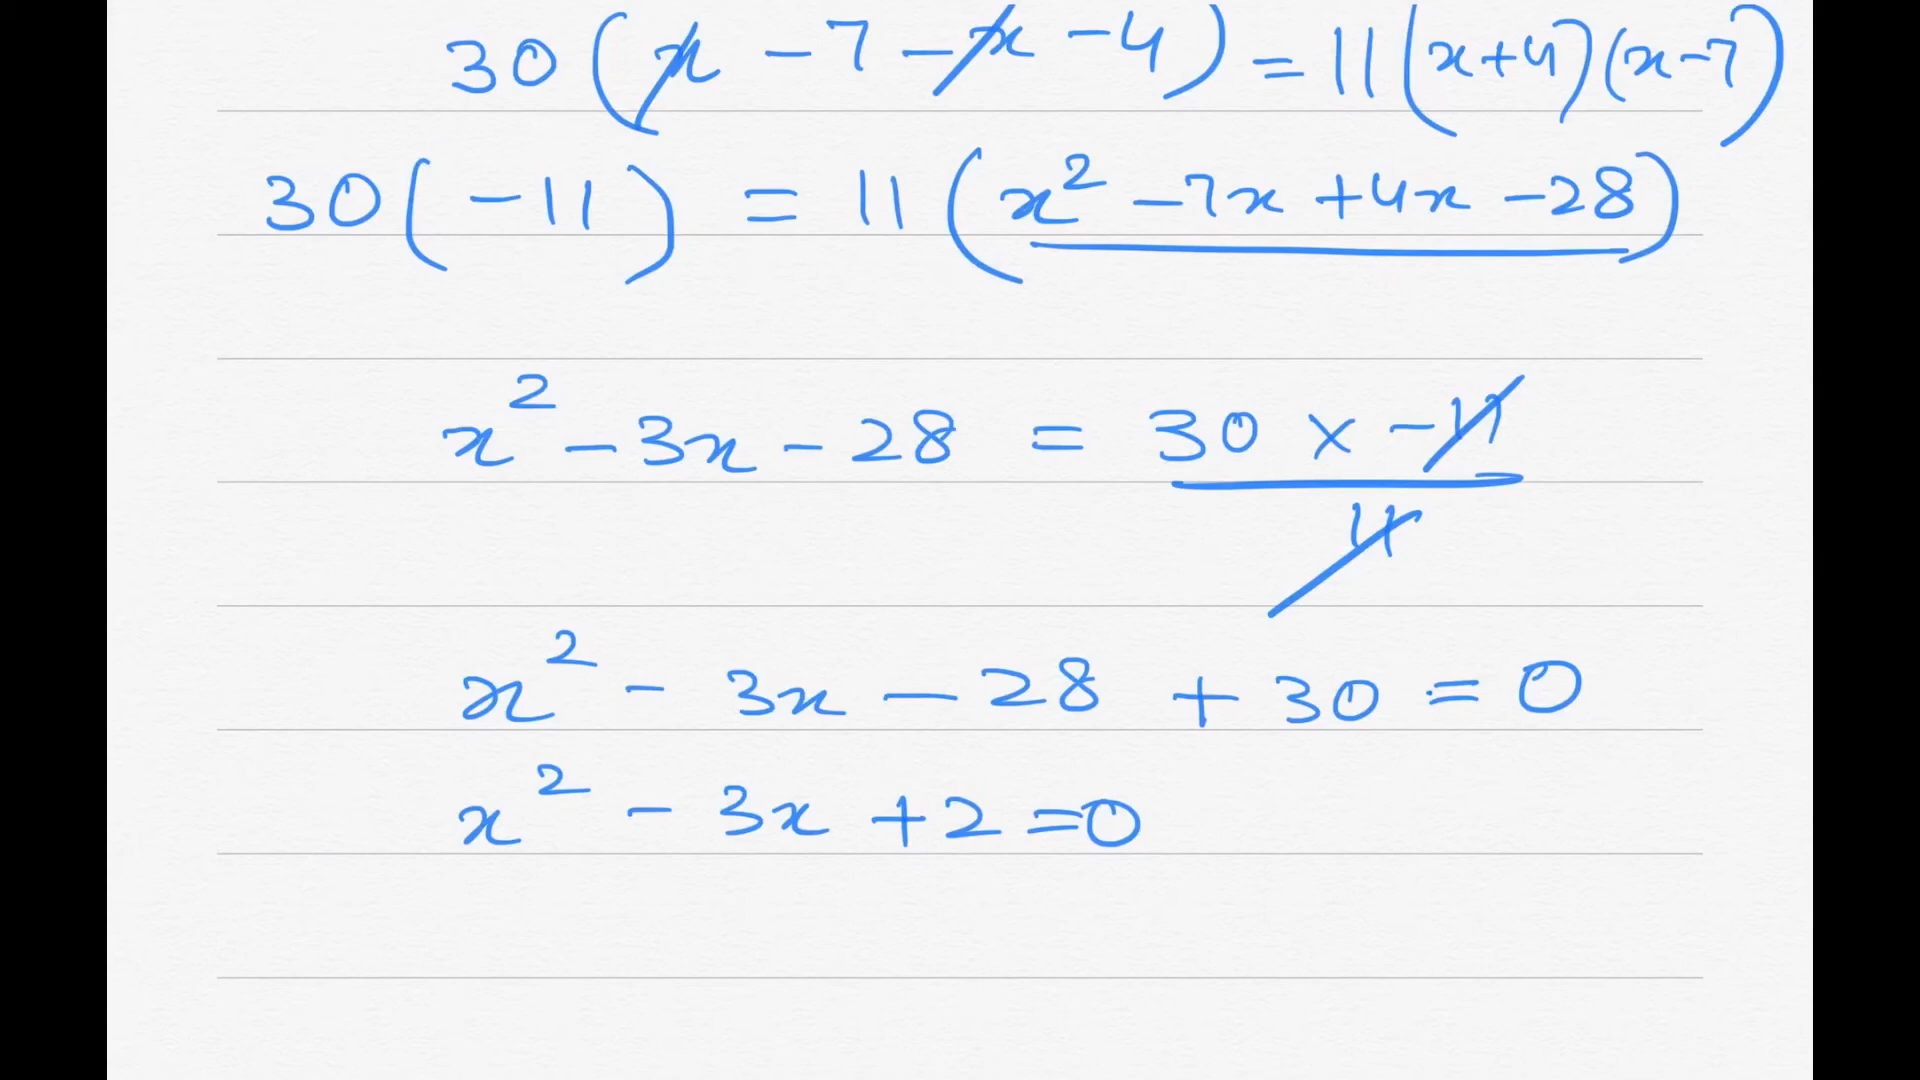 30 (x - 7 - x - 4) = 11 (x+4) (x-7)
30 (-11) = 11 (x² - 7x + 4x - 28)
x² - 3x - 28 = 30 × -11
11
x² - 3x - 28 + 30 = 0
x² - 3x + 2 = 0